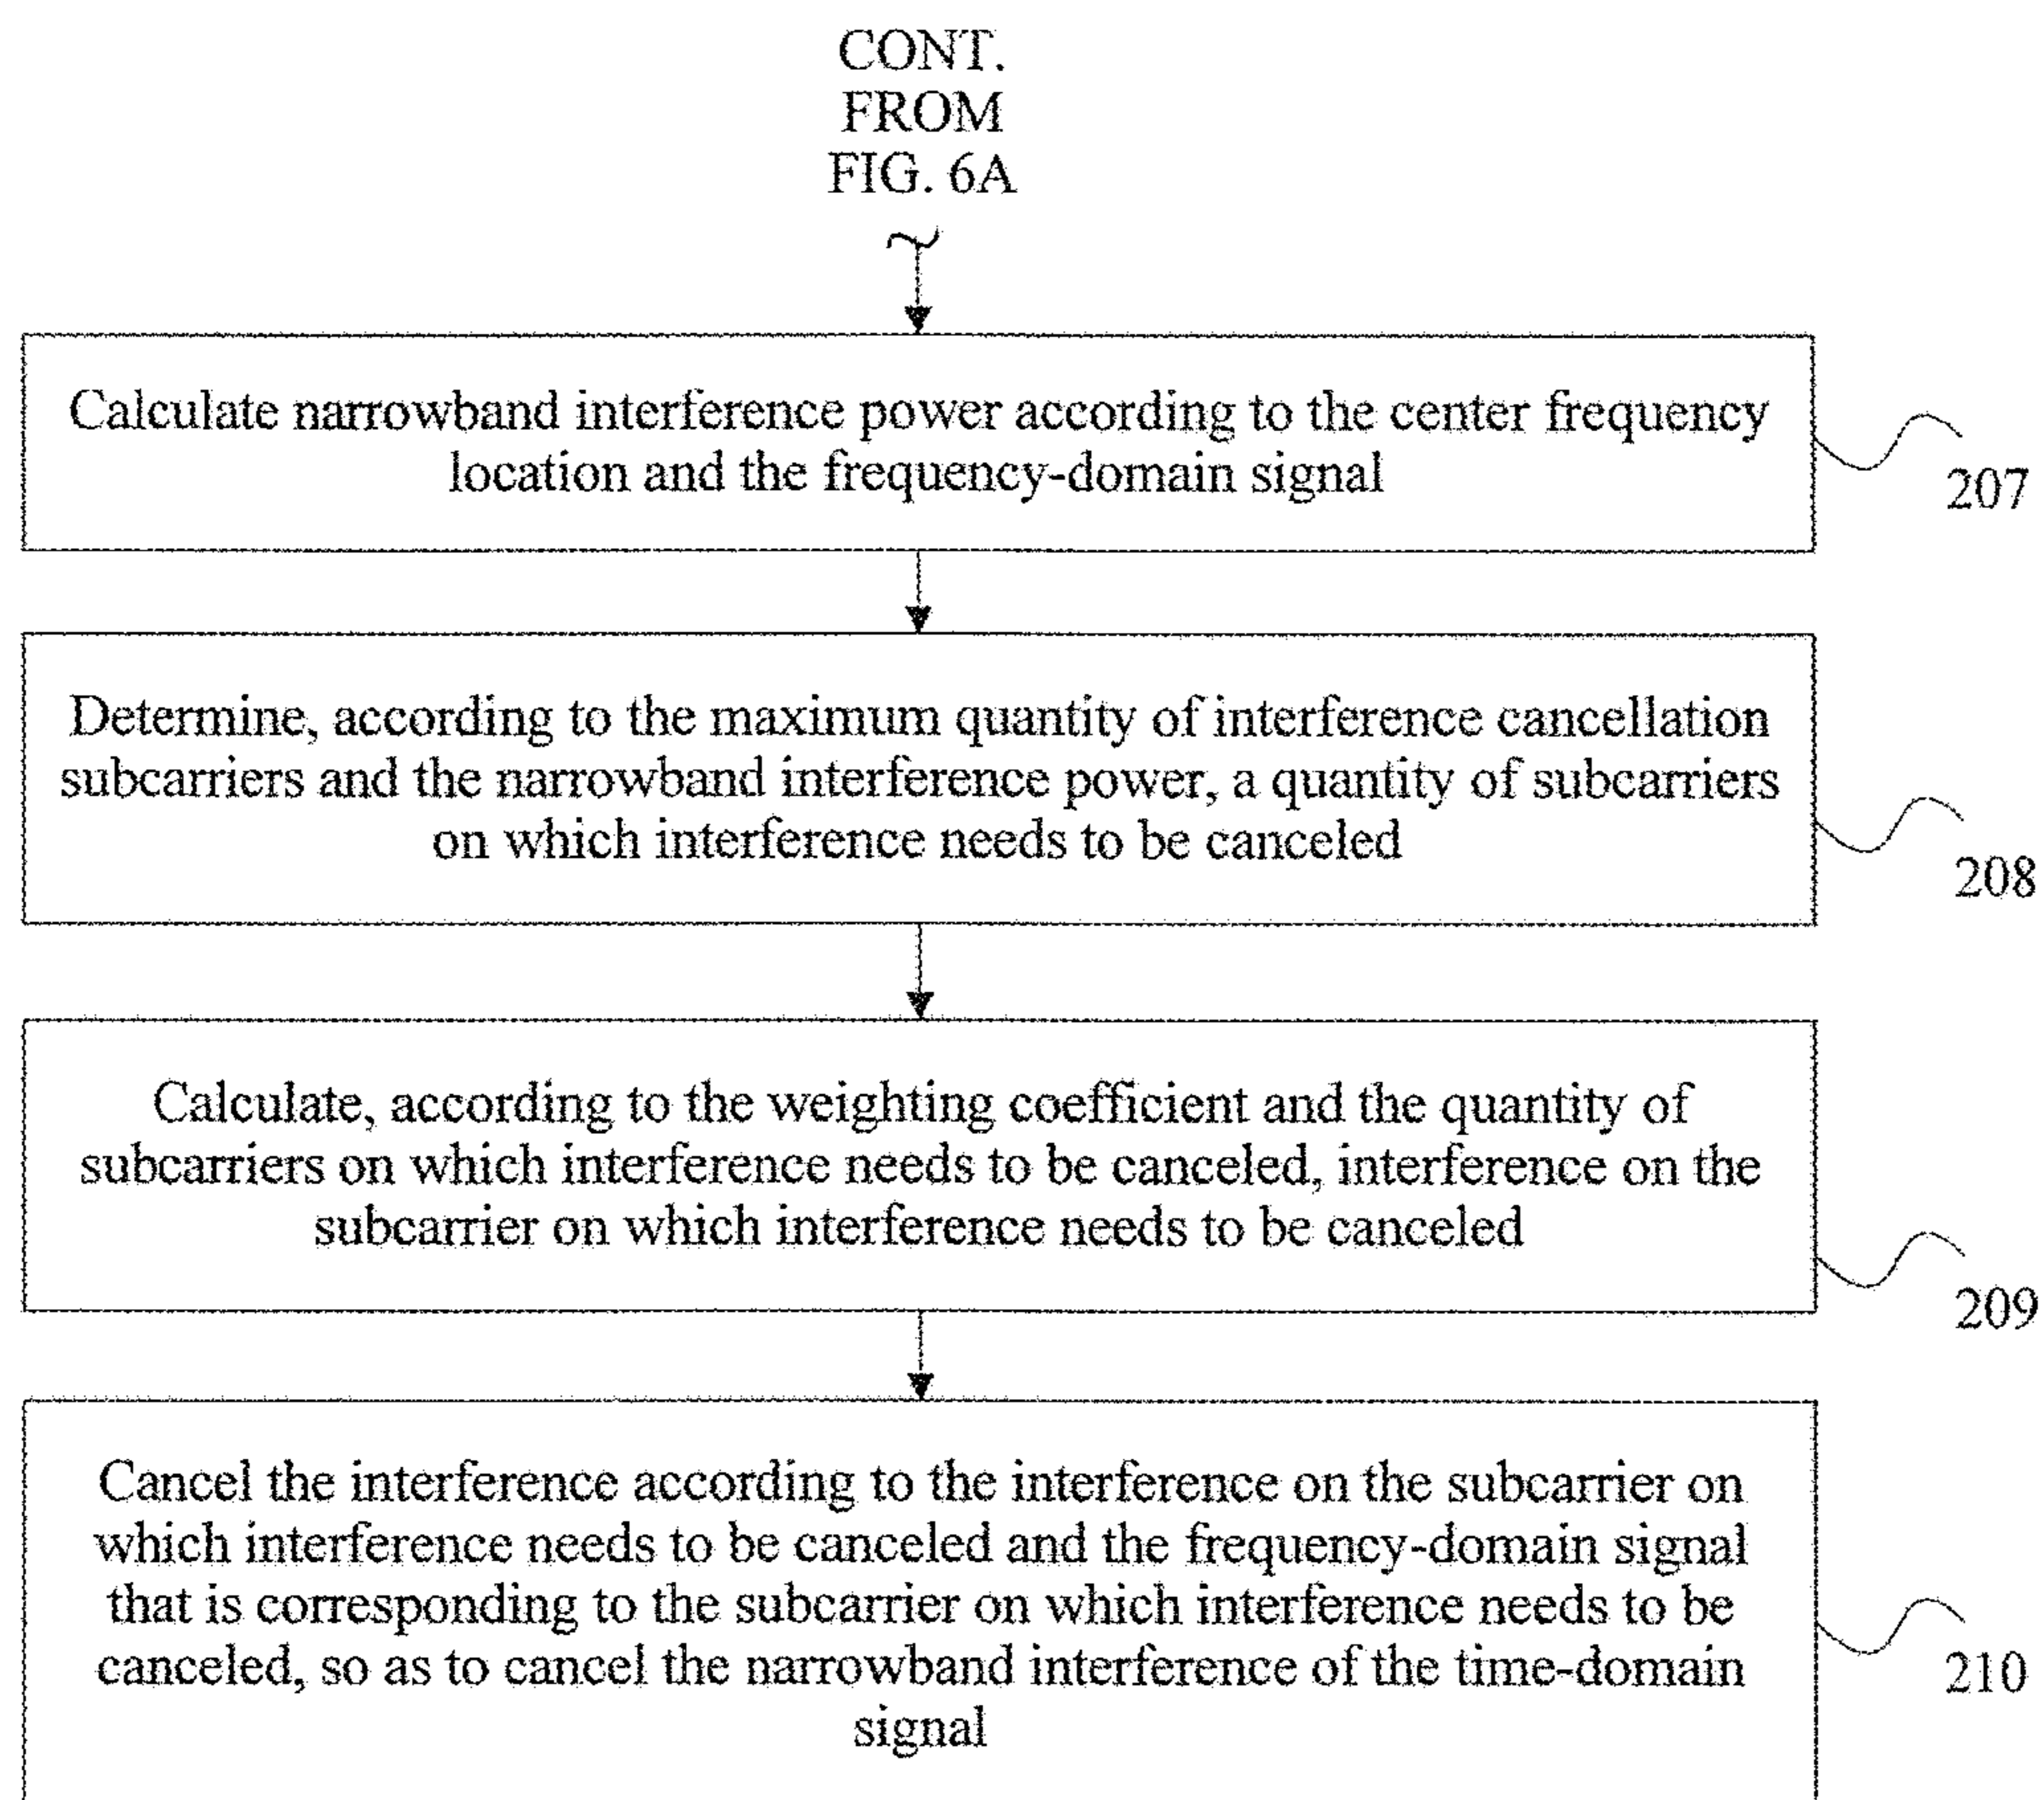 CONT.
FROM
FIG. 6A
Calculate narrowband interference power according to the center frequency
location and the frequency-domain signal
207
Determine, according to the maximum quantity of interference cancellation
subcarriers and the narrowband interference power, a quantity of subcarriers
on which interference needs to be canceled
208
Calculate, according to the weighting coefficient and the quantity of
subcarriers on which interference needs to be canceled, interference on the
subcarrier on which interference needs to be canceled
209
Cancel the interference according to the interference on the subcarrier on
which interference needs to be canceled and the frequency-domain signal
that is corresponding to the subcarrier on which interference needs to be
canceled, so as to cancel the narrowband interference of the time-domain
signal
210